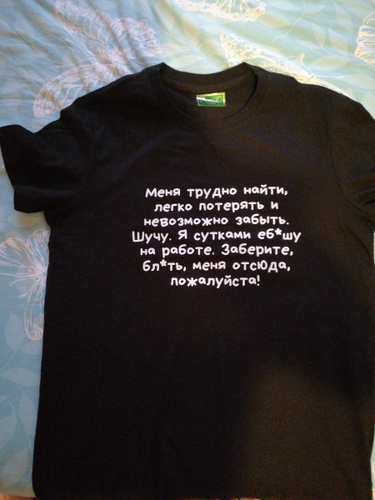 Меня трудно найти,
легко потерять и
невозможно забыть.
Шучу. Я сутками еб*шу
на работе. Заберите,
бл*ть, меня отсюда,
пожалуйста!